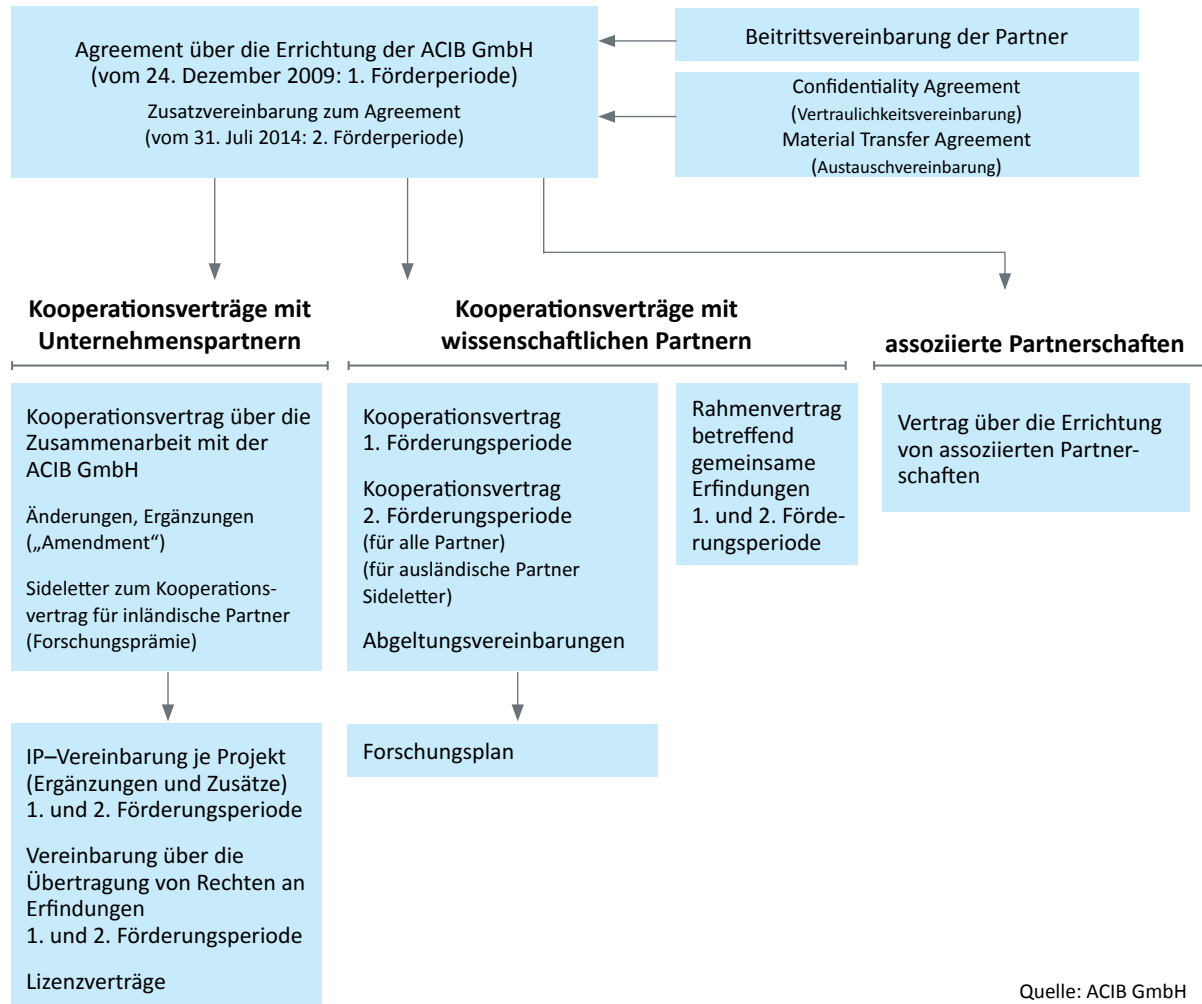 Agreement über die Errichtung der ACIB GmbH
(vom 24. Dezember 2009: 1. Förderperiode)
Zusatzvereinbarung zum Agreement
(vom 31. Juli 2014: 2. Förderperiode)
Beitrittsvereinbarung der Partner
Confidentiality Agreement
(Vertraulichkeitsvereinbarung)
Material Transfer Agreement
(Austauschvereinbarung)
Kooperationsverträge mit
Unternehmenspartnern
Kooperationsvertrag über die
Zusammenarbeit mit der
ACIB GmbH
Änderungen, Ergänzungen
(„Amendment“)
Sideletter zum Kooperations-
vertrag für inländische Partner
(Forschungsprämie)
IP–Vereinbarung je Projekt
(Ergänzungen und Zusätze)
1. und 2. Förderungsperiode
Vereinbarung über die
Übertragung von Rechten an
Erfindungen
1. und 2. Förderungsperiode
Lizenzverträge
Kooperationsverträge mit
wissenschaftlichen Partnern
Kooperationsvertrag
1. Förderungsperiode
Kooperationsvertrag
2. Förderungsperiode
(für alle Partner)
(für ausländische Partner
Sideletter)
Abgeltungsvereinbarungen
Forschungsplan
Rahmenvertrag
betreffend
gemeinsame
Erfindungen
1. und 2. Förde-
rungsperiode
assoziierte Partnerschaften
Vertrag über die Errichtung
von assoziierten Partner-
schaften
Quelle: ACIB GmbH